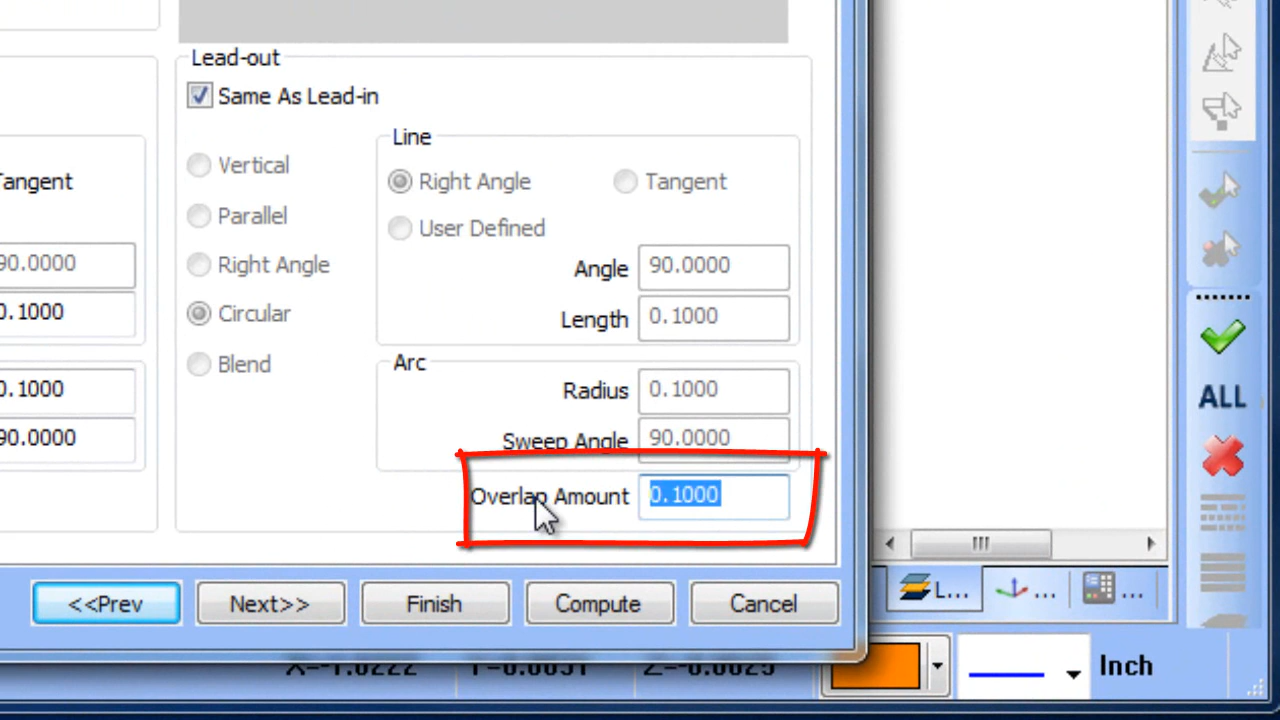 Lead-out
Same As Lead-in
Line
Tangent
Vertical
Right Angle
Tangent
Parallel
User Defined
90.0000
Right Angle
Angle
90.0000
0.1000
Circular
Length
0.1000
Blend
Arc
0.1000
Radius
0.1000
90.0000
Sweep Angle
90.0000
Overlap Amount
0.1000
ALL
<<Prev
Next>>
Finish
Compute
Cancel
L...
...
...
Inch